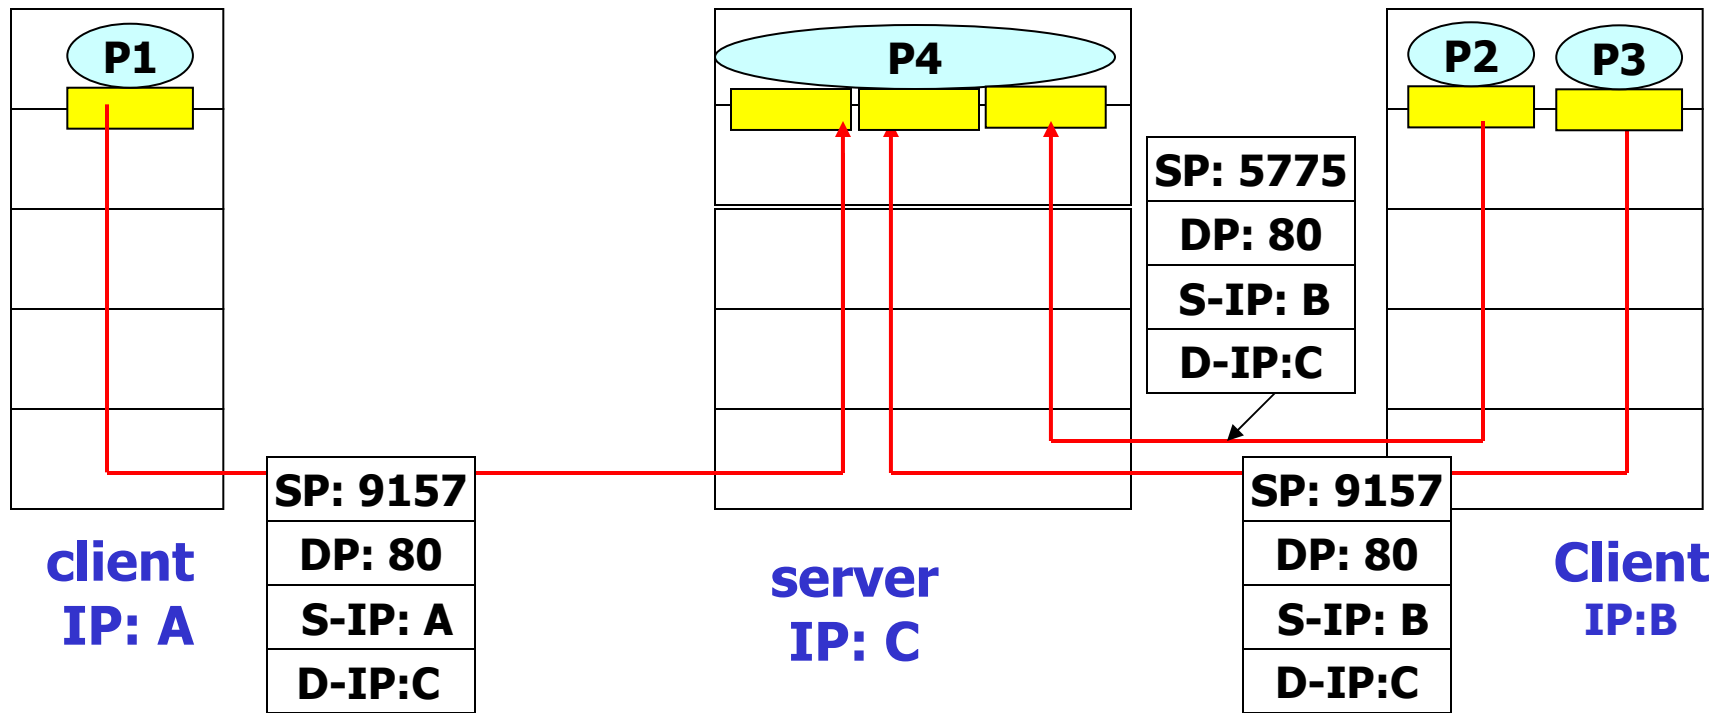 P1
P4
P2
P3
SP: 5775
DP: 80
S-IP: B
D-IP:C
SP: 9157
DP: 80
S-IP: A
D-IP:C
SP: 9157
DP: 80
S-IP: B
D-IP:C
client
IP: A
server
IP: C
Client
IP:B